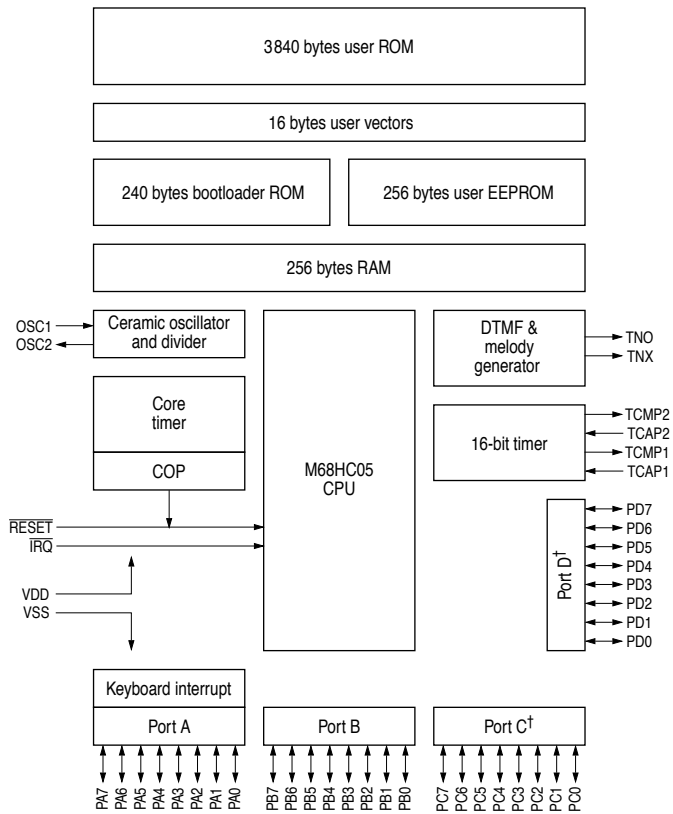 3840 bytes user ROM
16 bytes user vectors
240 bytes bootloader ROM
256 bytes user EEPROM
256 bytes RAM
OSC1
OSC2
Ceramic oscillator
and divider
Core
timer
COP
RESET
IRQ
VDD
VSS
M68HC05
CPU
DTMF &
melody
generator
TNO
TNX
16-bit timer
TCMP2
TCAP2
TCMP1
TCAP1
Port D†
PD7
PD6
PD5
PD4
PD3
PD2
PD1
PD0
Keyboard interrupt
Port A
PA7
PA6
PA5
PA4
PA3
PA2
PA1
PA0
Port B
PB7
PB6
PB5
PB4
PB3
PB2
PB1
PB0
Port C†
PC7
PC6
PC5
PC4
PC3
PC2
PC1
PC0